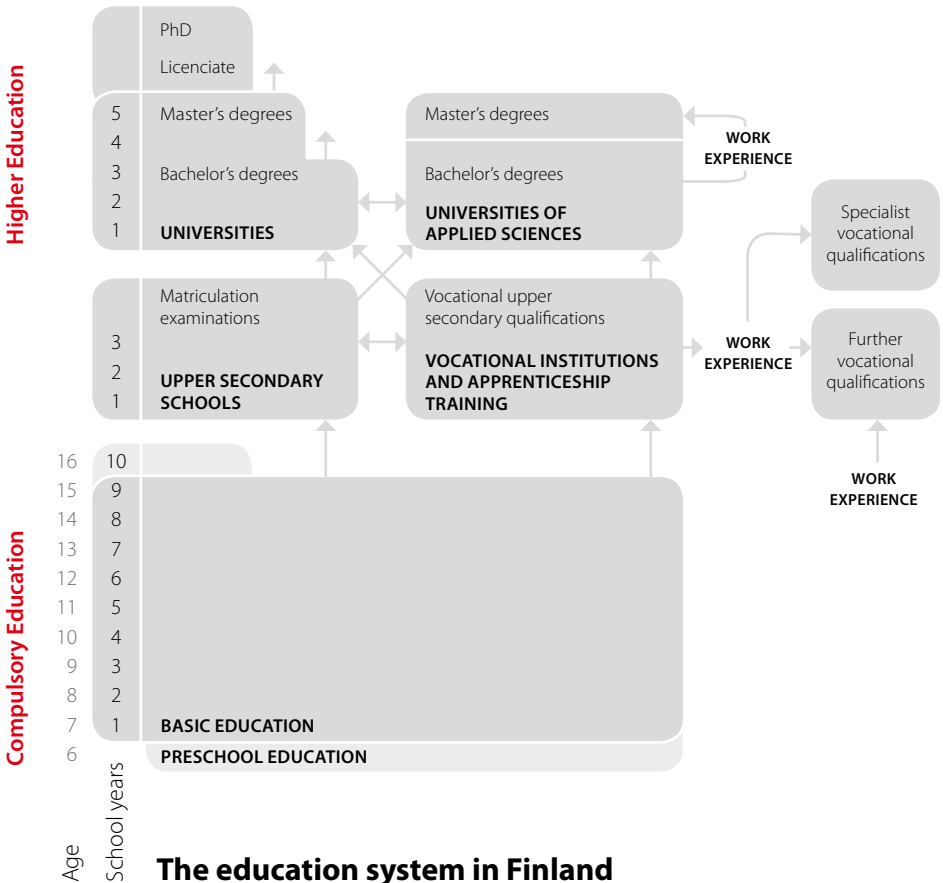 Higher Education
PhD
Licenciate
5
Master's degrees
4
3
Bachelor's degrees
2
1
UNIVERSITIES
Master's degrees
Bachelor's degrees
UNIVERSITIES OF
APPLIED SCIENCES
WORK
EXPERIENCE
Specialist
vocational
qualifications
Matriculation
examinations
3
2
1
UPPER SECONDARY
SCHOOLS
Vocational upper
secondary qualifications
VOCATIONAL INSTITUTIONS
AND APPRENTICESHIP
TRAINING
WORK
EXPERIENCE
Further
vocational
qualifications
WORK
EXPERIENCE
Compulsory Education
16 10
15 9
14 8
13 7
12 6
11 5
10 4
9 3
8 2
7 1 BASIC EDUCATION
6 PRESCHOOL EDUCATION
Age
School years
The education system in Finland